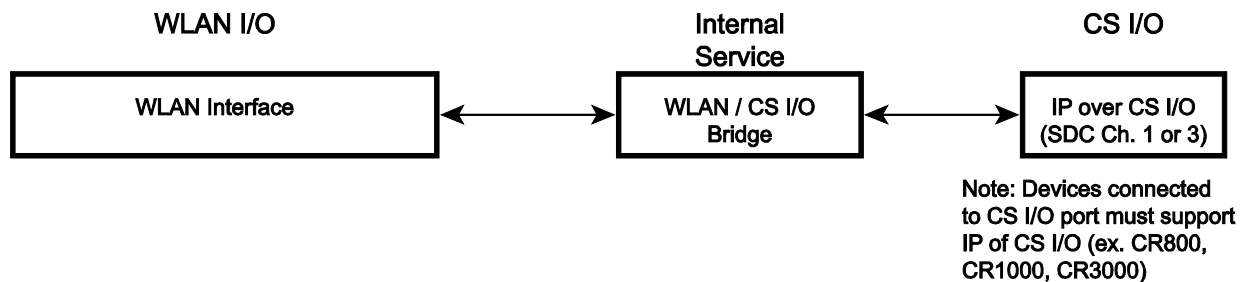 WLAN I/O
Internal
Service
CS I/O
WLAN Interface
WLAN / CS I/O
Bridge
IP over CS I/O
(SDC Ch. 1 or 3)
Note: Devices connected
to CS I/O port must support
IP of CS I/O (ex. CR800,
CR1000, CR3000)